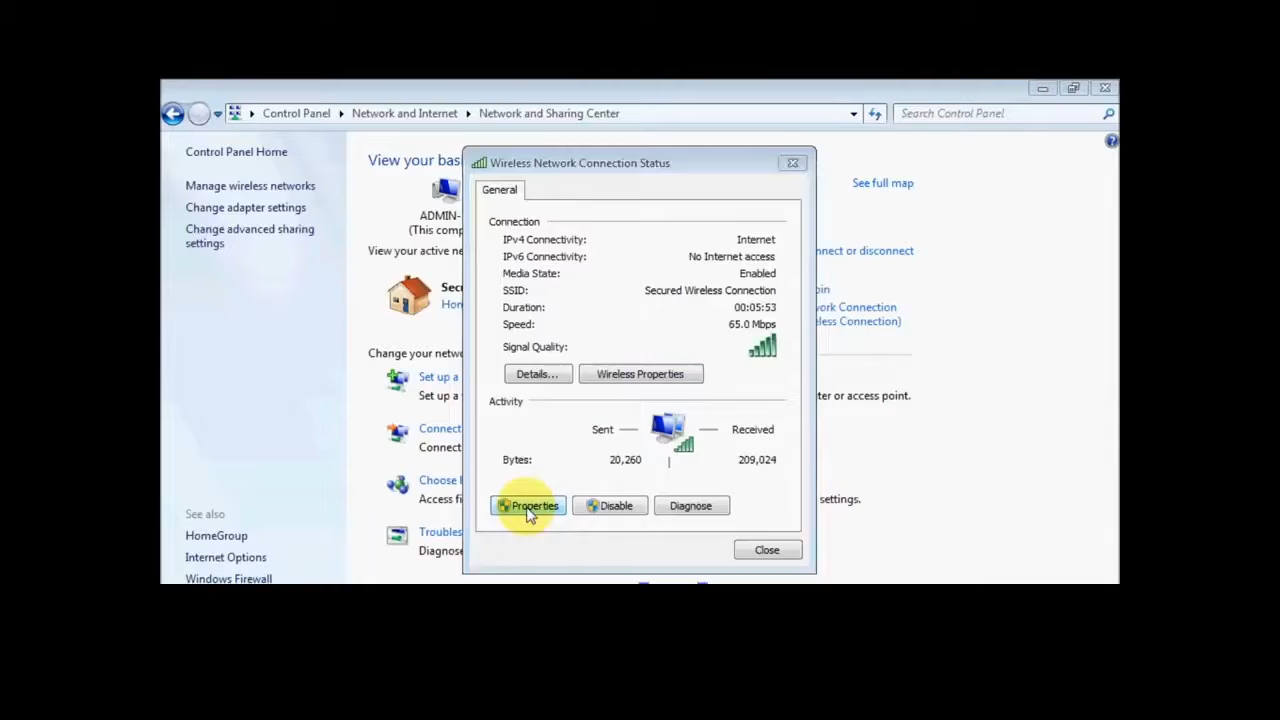 Control Panel
Network and Internet
Network and Sharing Center
Search Control Panel
Control Panel Home
Manage wireless networks
Change adapter settings
Change advanced sharing
settings
See also
HomeGroup
Internet Options
Windows Firewall
View your bas
See full map
ADMIN-
(This comp
View your active ne
nnect or disconnect
Secu
Hom
oin
ork Connection
eless Connection)
Change your netwo
Set up a
Set up a
ter or access point.
Connect
Connect
Choose
Access fi
settings.
Troubles
Diagnose
Wireless Network Connection Status
General
Connection
IPv4 Connectivity: Internet
IPv6 Connectivity: No Internet access
Media State: Enabled
SSID: Secured Wireless Connection
Duration: 00:05:53
Speed: 65.0 Mbps
Signal Quality:
Details... Wireless Properties
Activity
Sent Received
Bytes: 20,260 209,024
Properties Disable Diagnose
Close